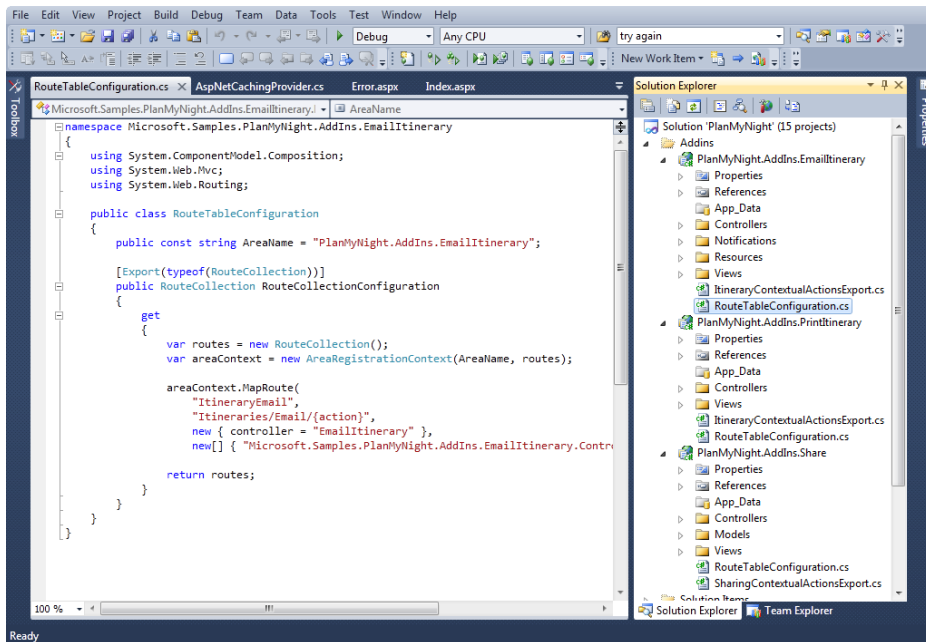 File Edit View Project Build Debug Team Data Tools Test Window Help
Debug Any CPU try again
New Work Item
Toolbox
RouteTableConfiguration.cs AspNetCachingProvider.cs Error.aspx Index.aspx
Microsoft.Samples.PlanMyNight.AddIns.EmailItinerary. AreaName
namespace Microsoft.Samples.PlanMyNight.AddIns.EmailItinerary
{
using System.ComponentModel.Composition;
using System.Web.Mvc;
using System.Web.Routing;
public class RouteTableConfiguration
{
public const string AreaName = "PlanMyNight.AddIns.EmailItinerary";
[Export(typeof(RouteCollection))]
public RouteCollection RouteCollectionConfiguration
{
get
{
var routes = new RouteCollection();
var areaContext = new AreaRegistrationContext(AreaName, routes);
areaContext.MapRoute(
"ItineraryEmail",
"Itineraries/Email/{action}",
new { controller = "EmailItinerary" },
new[] { "Microsoft.Samples.PlanMyNight.AddIns.EmailItinerary.Contr
return routes;
}
}
}
}
100 %
Solution Explorer
Solution 'PlanMyNight' (15 projects)
Addins
PlanMyNight.AddIns.EmailItinerary
Properties
References
App_Data
Controllers
Notifications
Resources
Views
ItineraryContextualActionsExport.cs
RouteTableConfiguration.cs
PlanMyNight.AddIns.PrintItinerary
Properties
References
App_Data
Controllers
Views
ItineraryContextualActionsExport.cs
RouteTableConfiguration.cs
PlanMyNight.AddIns.Share
Properties
References
App_Data
Controllers
Models
Views
RouteTableConfiguration.cs
SharingContextualActionsExport.cs
Solution Items
Solution Explorer Team Explorer
Properties
Ready